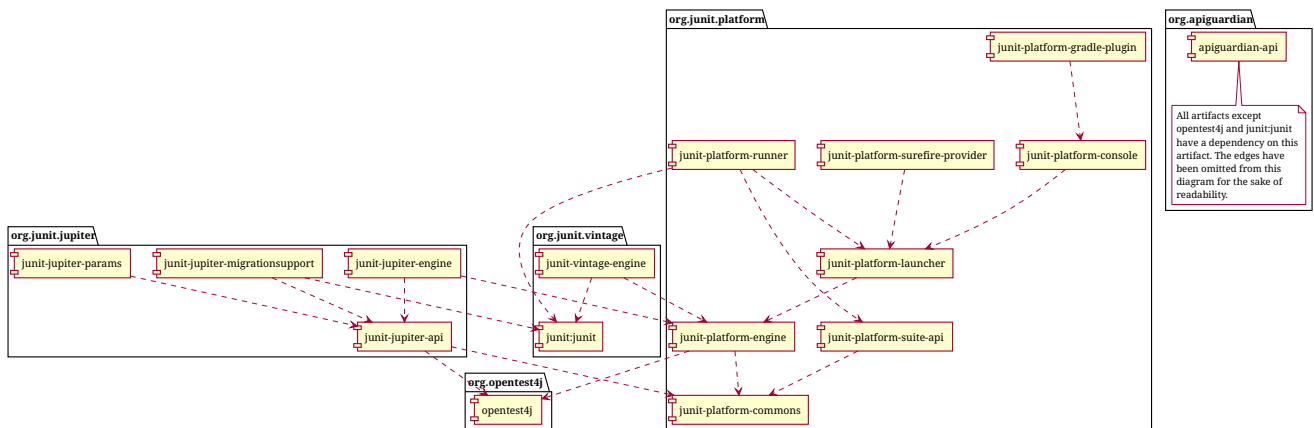 org.junit.platform
org.apiguardian
junit-platform-gradle-plugin
apiguardian-api
All artifacts except
opentest4j and junit:junit
have a dependency on this
artifact. The edges have
been omitted from this
diagram for the sake of
readability.
junit-platform-runner
junit-platform-surefire-provider
junit-platform-console
org.junit.jupiter
org.junit.vintage
junit-jupiter-params
junit-jupiter-migrationsupport
junit-jupiter-engine
junit-vintage-engine
junit-platform-launcher
junit-jupiter-api
junit:junit
junit-platform-engine
junit-platform-suite-api
org.opentest4j
opentest4j
junit-platform-commons